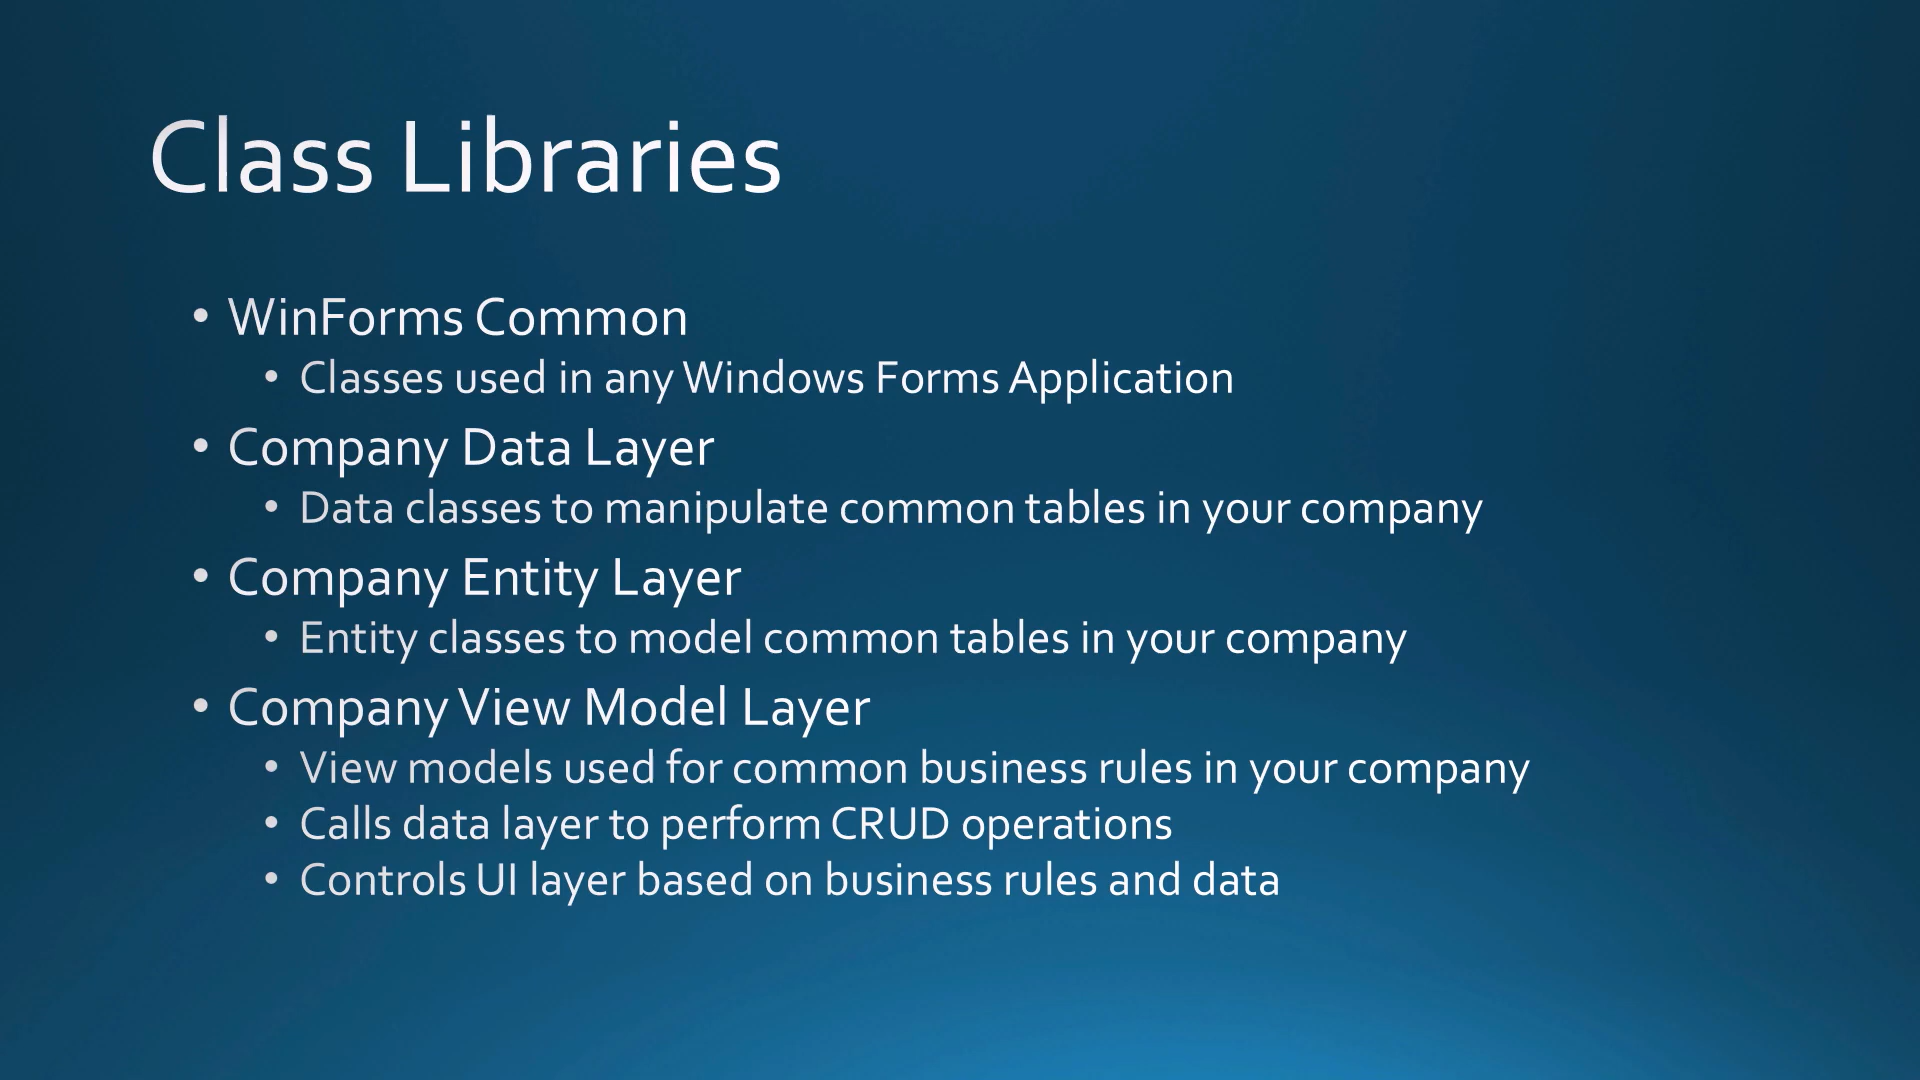 Class Libraries
• WinForms Common
• Classes used in any Windows Forms Application
• Company Data Layer
• Data classes to manipulate common tables in your company
• Company Entity Layer
• Entity classes to model common tables in your company
• Company View Model Layer
• View models used for common business rules in your company
• Calls data layer to perform CRUD operations
• Controls UI layer based on business rules and data